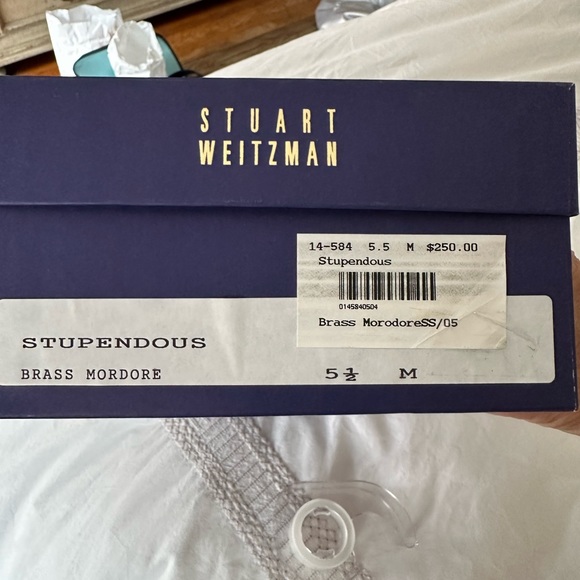 STUART
WEITZMAN
14-584 5.5 M $250.00
Stupendous
0145840504
Brass MorodoreSS/05
STUPENDOUS
BRASS MORDORE 5½ M